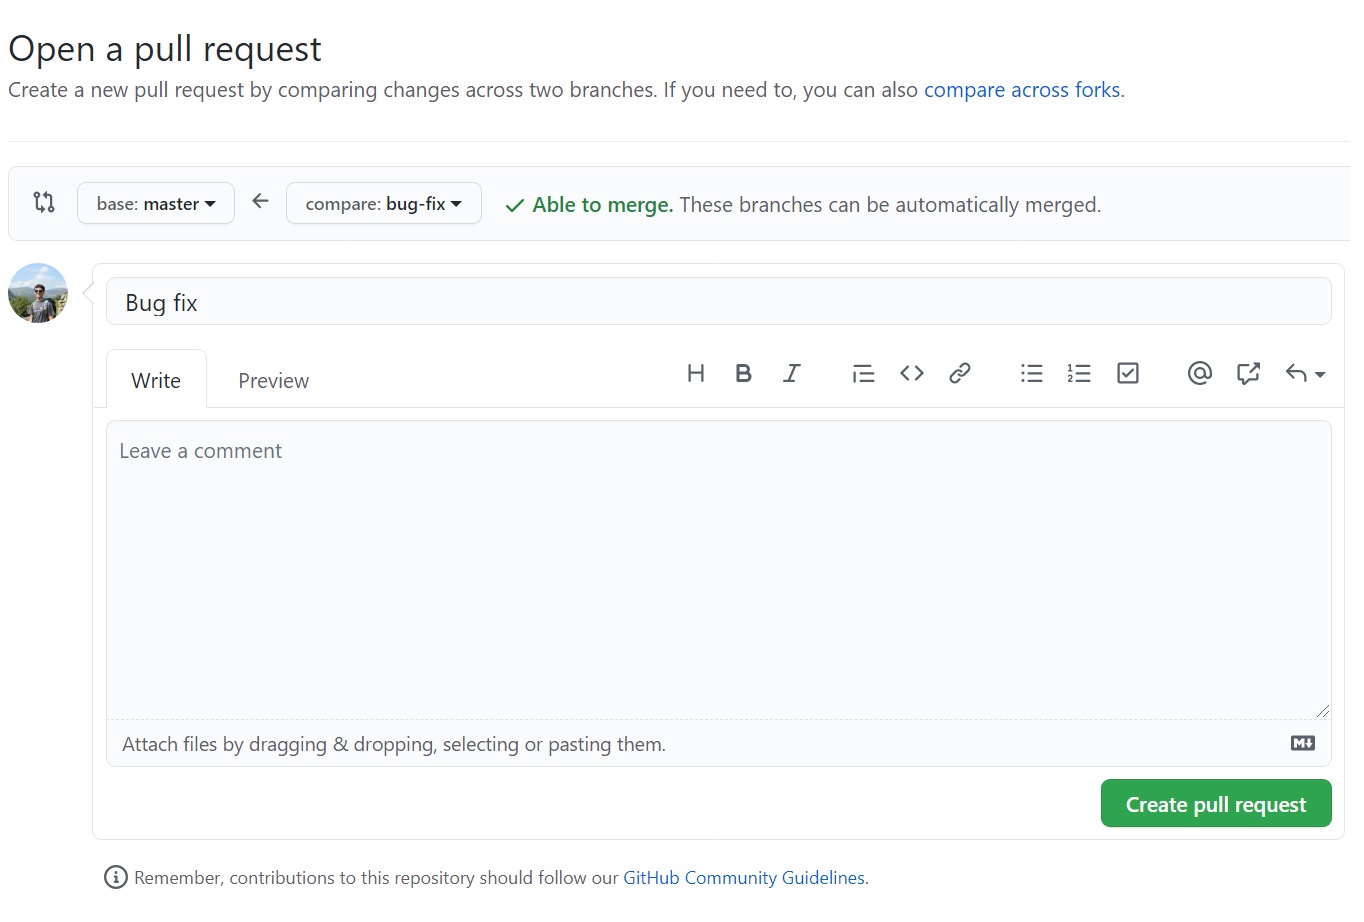 Open a pull request
Create a new pull request by comparing changes across two branches. If you need to, you can also compare across forks.
base: master
compare: bug-fix
Able to merge. These branches can be automatically merged.
Bug fix
Write
Preview
Leave a comment
Attach files by dragging & dropping, selecting or pasting them.
Create pull request
Remember, contributions to this repository should follow our GitHub Community Guidelines.